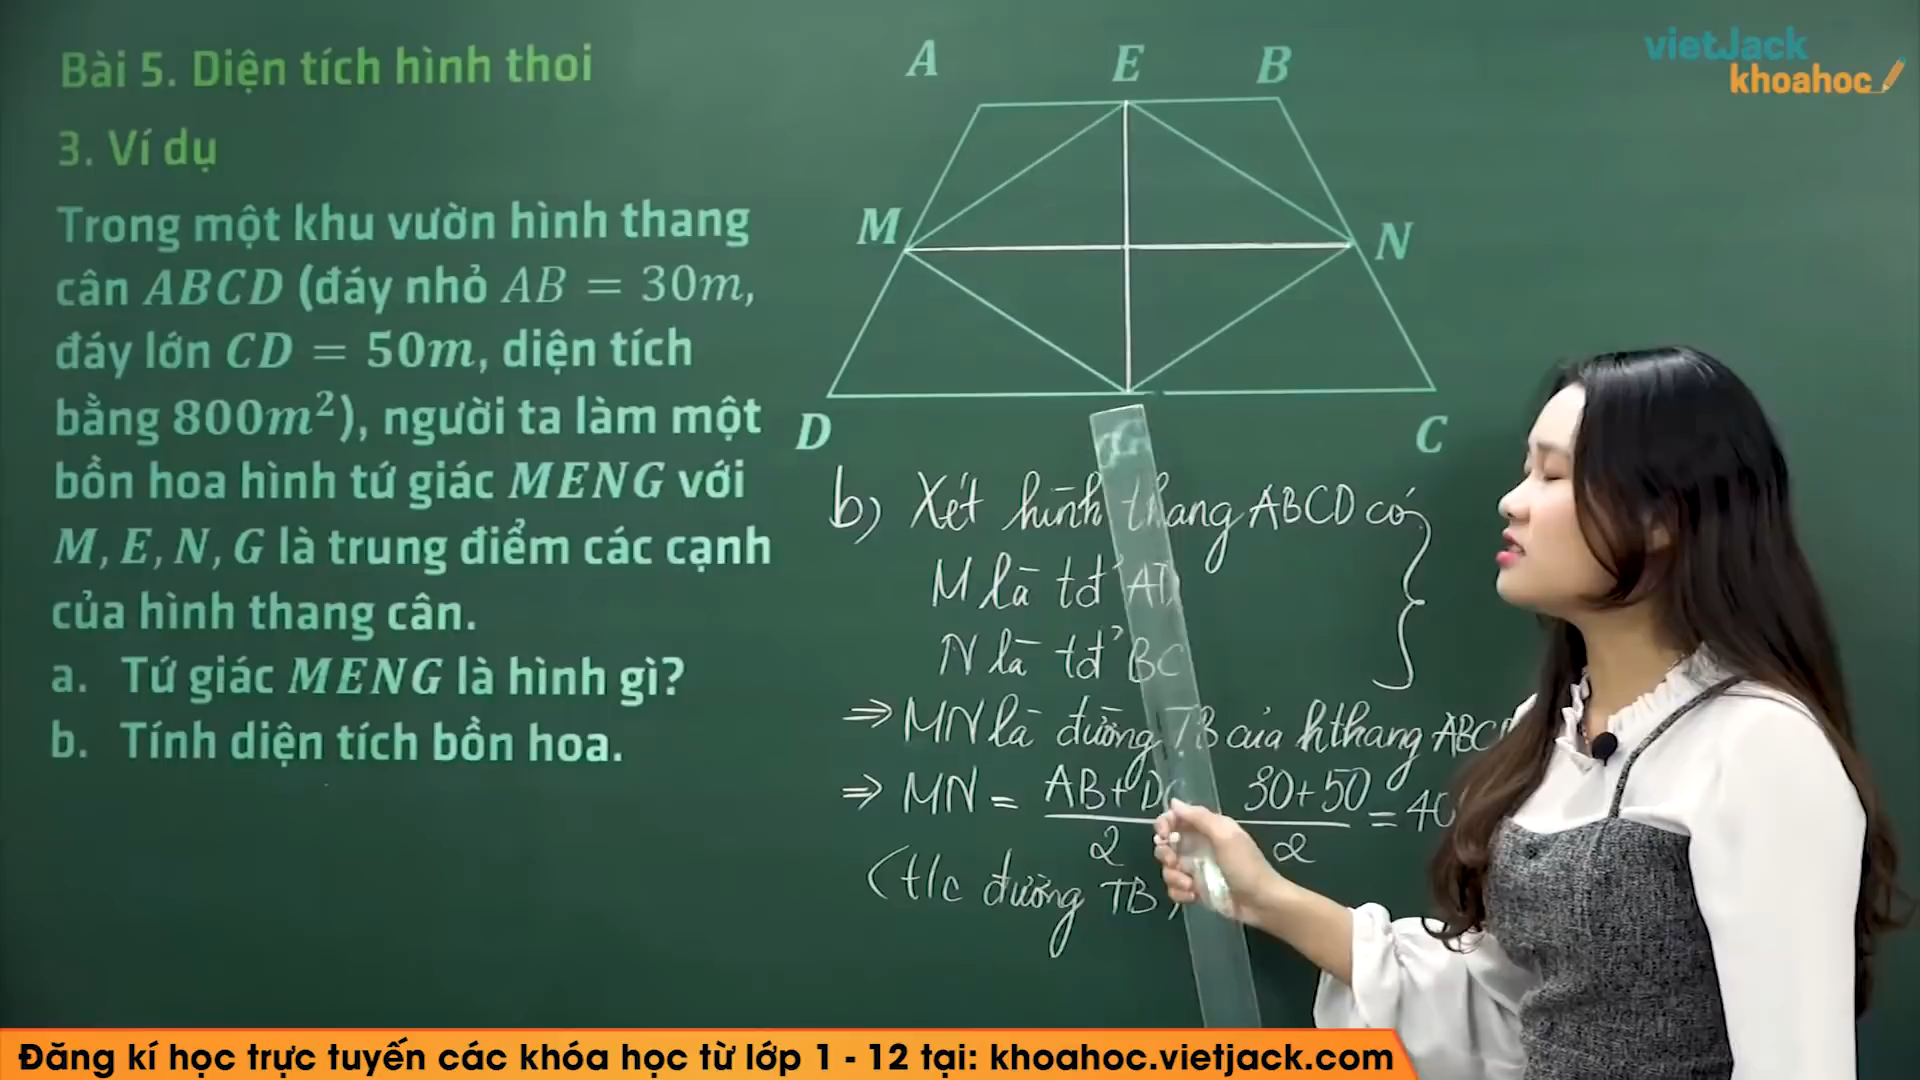 Bài 5. Diện tích hình thoi
3. Ví dụ
Trong một khu vườn hình thang
cân ABCD (đáy nhỏ AB = 30m,
đáy lớn CD = 50m, diện tích
bằng 800m²), người ta làm một
bồn hoa hình tứ giác MENG với
M, E, N, G là trung điểm các cạnh
của hình thang cân.
a. Tứ giác MENG là hình gì?
b. Tính diện tích bồn hoa.
A E B
M N
D C
b) Xét hình thang ABCD có
M là tđ' AD
N là tđ' BC
⇒ MN là đường TB của hthang ABCD
⇒ MN = (AB+DC)/2 (30+50)/2 = 40
(t/c đường TB)
vietJack
khoahoc
Đăng kí học trực tuyến các khóa học từ lớp 1 - 12 tại: khoahoc.vietjack.com